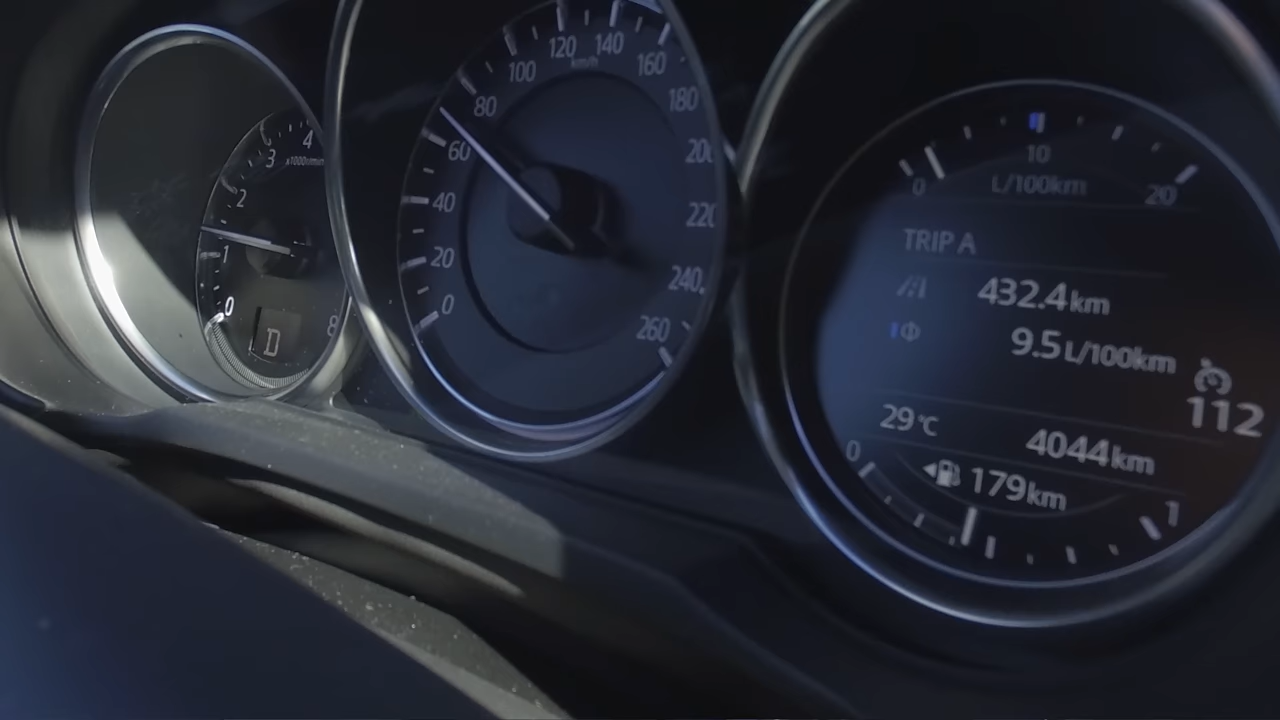 4
3
x1000r/min
2
1
0
8
D
120 140
km/h
100 160
80 180
60 200
40 220
20 240
0 260
10
0 L/100km 20
TRIP A
432.4km
9.5L/100km
112
29°C
4044km
0
179km
1